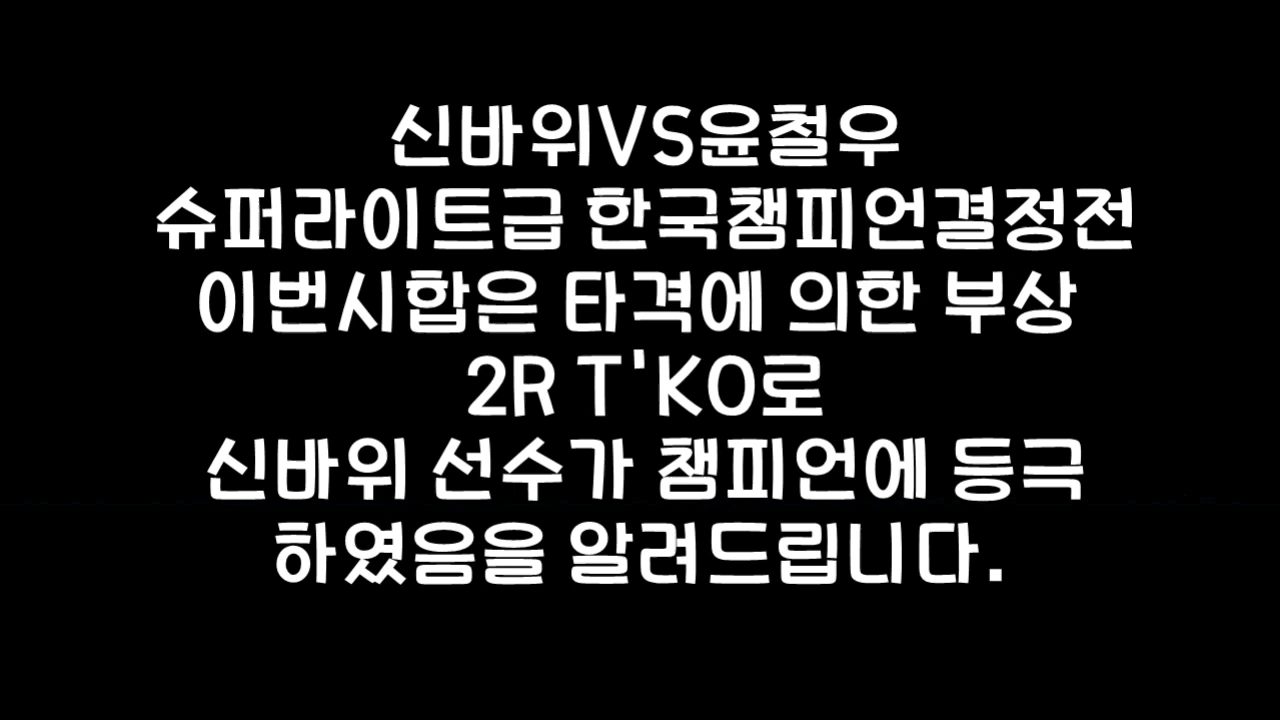 신바위VS윤철우
슈퍼라이트급 한국챔피언결정전
이번시합은 타격에 의한 부상
2R T'KO로
신바위 선수가 챔피언에 등극
하였음을 알려드립니다.